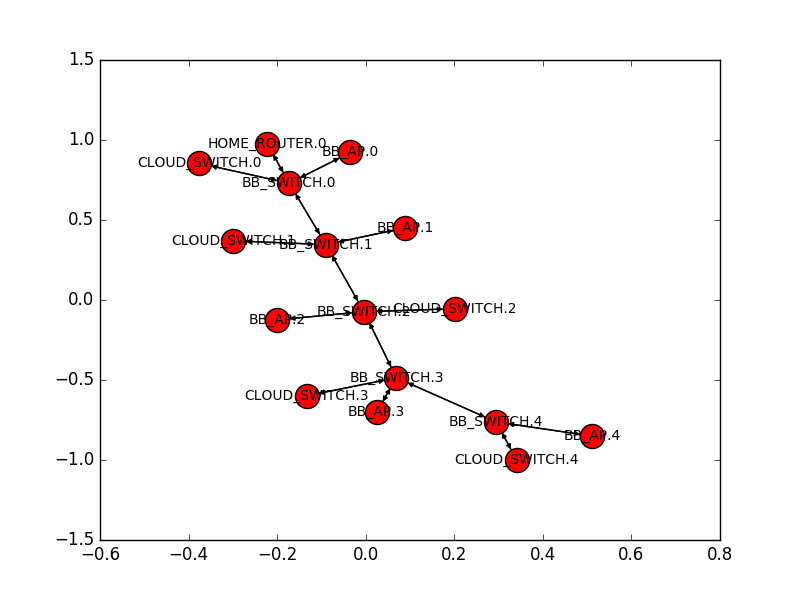 1.5
1.0
0.5
0.0
−0.5
−1.0
−1.5
HOME_ROUTER.0
BB_AP.0
CLOUD_SWITCH.0
BB_SWITCH.0
BB_AP.1
CLOUD_SWITCH.1
BB_SWITCH.1
CLOUD_SWITCH.2
BB_SWITCH.2
BB_AP.2
BB_SWITCH.3
CLOUD_SWITCH.3
BB_AP.3
BB_SWITCH.4
BB_AP.4
CLOUD_SWITCH.4
−0.6 −0.4 −0.2 0.0 0.2 0.4 0.6 0.8